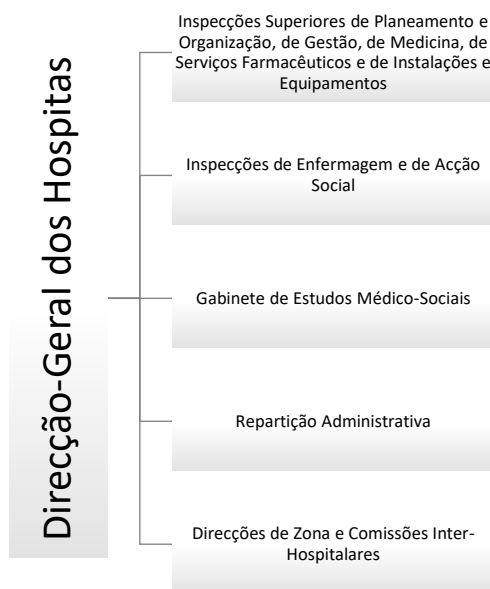 Direcção-Geral dos Hospitas
Inspecções Superiores de Planeamento e
Organização, de Gestão, de Medicina, de
Serviços Farmacêuticos e de Instalações e
Equipamentos
Inspecções de Enfermagem e de Acção
Social
Gabinete de Estudos Médico-Sociais
Repartição Administrativa
Direcções de Zona e Comissões Inter-
Hospitalares